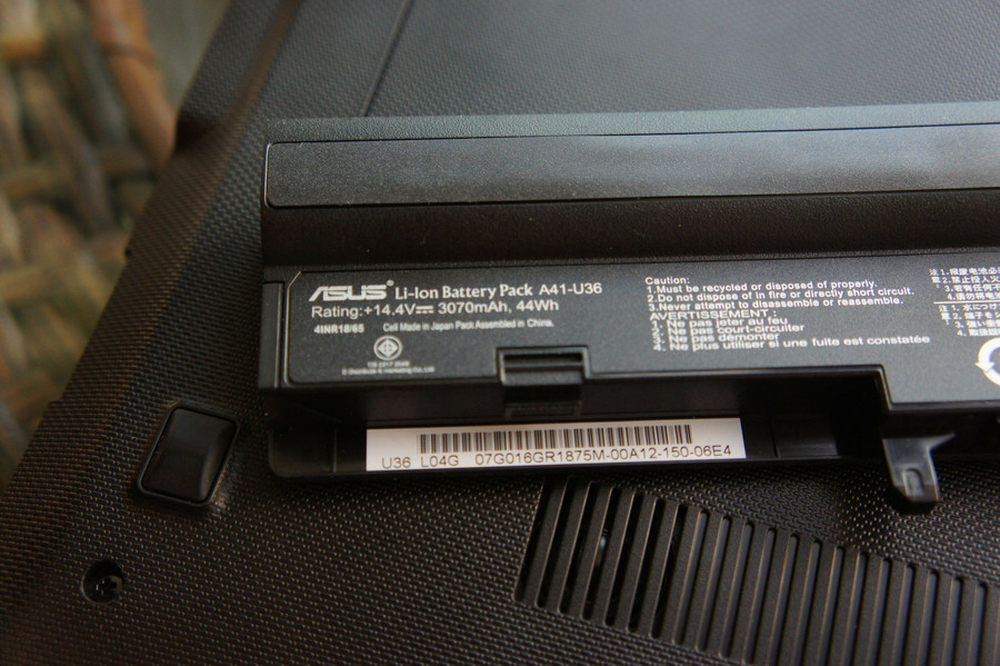 ASUS Li-Ion Battery Pack A41-U36
Rating:+14.4V⎓ 3070mAh, 44Wh
4INR18/65 Cell Made in Japan Pack Assembled in China.
Caution:
1.Must be recycled or disposed of properly.
2.Do not dispose of in fire or directly short circuit.
3.Never attempt to disassemble or reassemble.
AVERTISSEMENT :
1. Ne pas jeter au feu
2. Ne pas court-circuiter
3. Ne pas démonter
4. Ne plus utiliser si une fuite est constatée
U36 L04G 07G016GR1875M-00A12-150-06E4